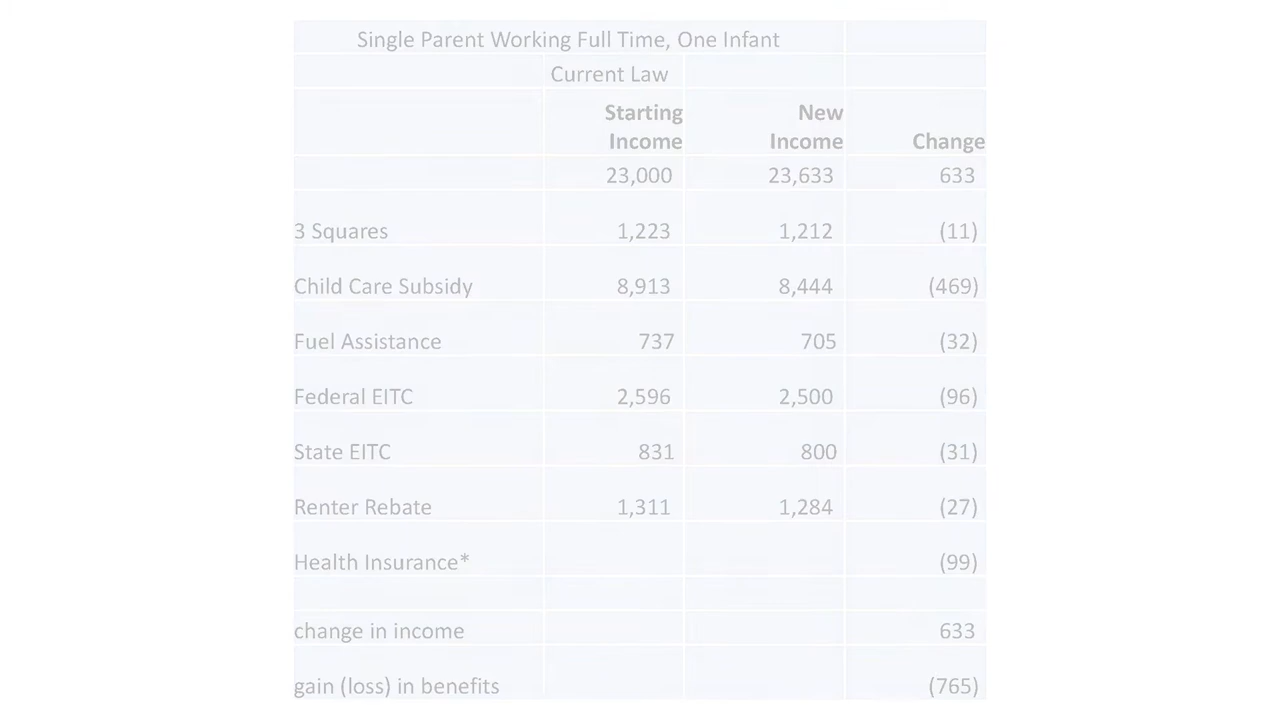 Single Parent Working Full Time, One Infant
Current Law
Starting Income New Income Change
23,000 23,633 633
3 Squares 1,223 1,212 (11)
Child Care Subsidy 8,913 8,444 (469)
Fuel Assistance 737 705 (32)
Federal EITC 2,596 2,500 (96)
State EITC 831 800 (31)
Renter Rebate 1,311 1,284 (27)
Health Insurance* (99)
change in income 633
gain (loss) in benefits (765)